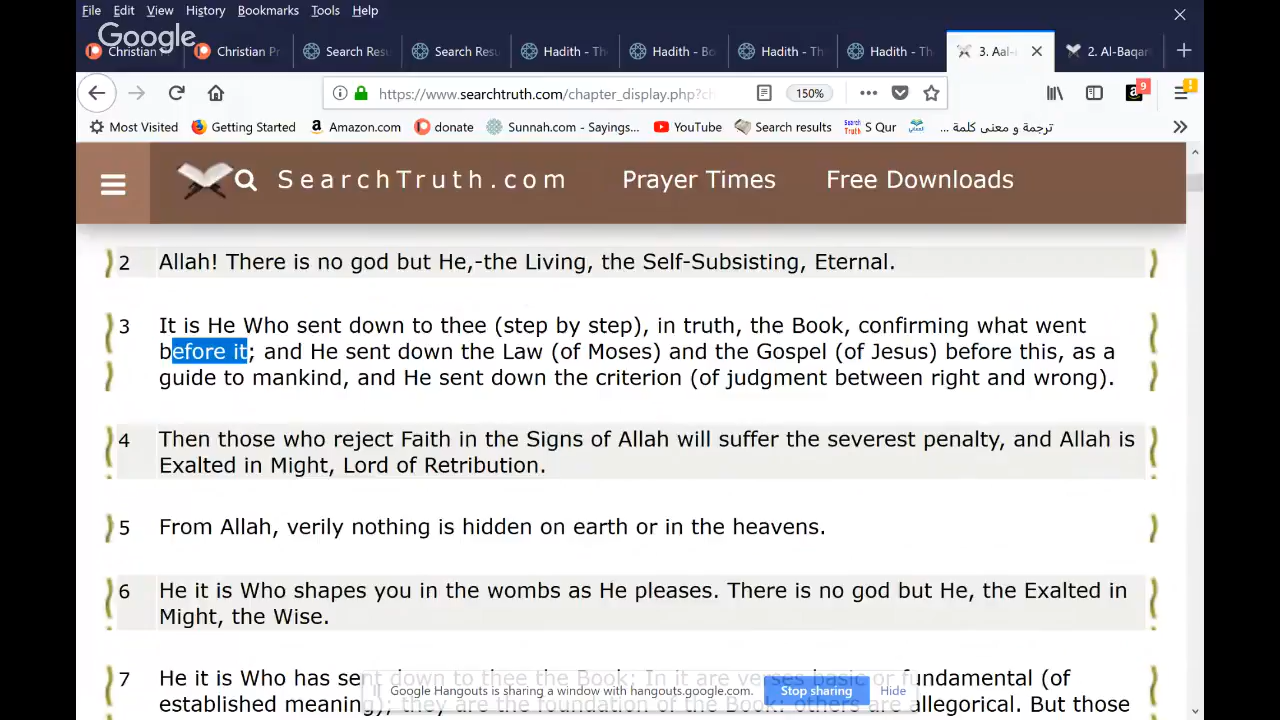 File Edit View History Bookmarks Tools Help
Google
Christian Christian Pr Search Resu Search Resu Hadith - Th Hadith - Bo Hadith - Th Hadith - Th 3. Aal- 2. Al-Baqar
https://www.searchtruth.com/chapter_display.php?ch 150% 9
Most Visited Getting Started Amazon.com donate Sunnah.com - Sayings,... YouTube Search results Search Truth S Qur ترجمة و معنى كلمة ...
SearchTruth.com Prayer Times Free Downloads
2 Allah! There is no god but He,-the Living, the Self-Subsisting, Eternal.
3 It is He Who sent down to thee (step by step), in truth, the Book, confirming what went
before it; and He sent down the Law (of Moses) and the Gospel (of Jesus) before this, as a
guide to mankind, and He sent down the criterion (of judgment between right and wrong).
4 Then those who reject Faith in the Signs of Allah will suffer the severest penalty, and Allah is
Exalted in Might, Lord of Retribution.
5 From Allah, verily nothing is hidden on earth or in the heavens.
6 He it is Who shapes you in the wombs as He pleases. There is no god but He, the Exalted in
Might, the Wise.
7 He it is Who has sent down to thee the Book: In it are verses basic or fundamental (of
Google Hangouts is sharing a window with hangouts.google.com. Stop sharing Hide
established meaning); they are the foundation of the Book: others are allegorical. But those